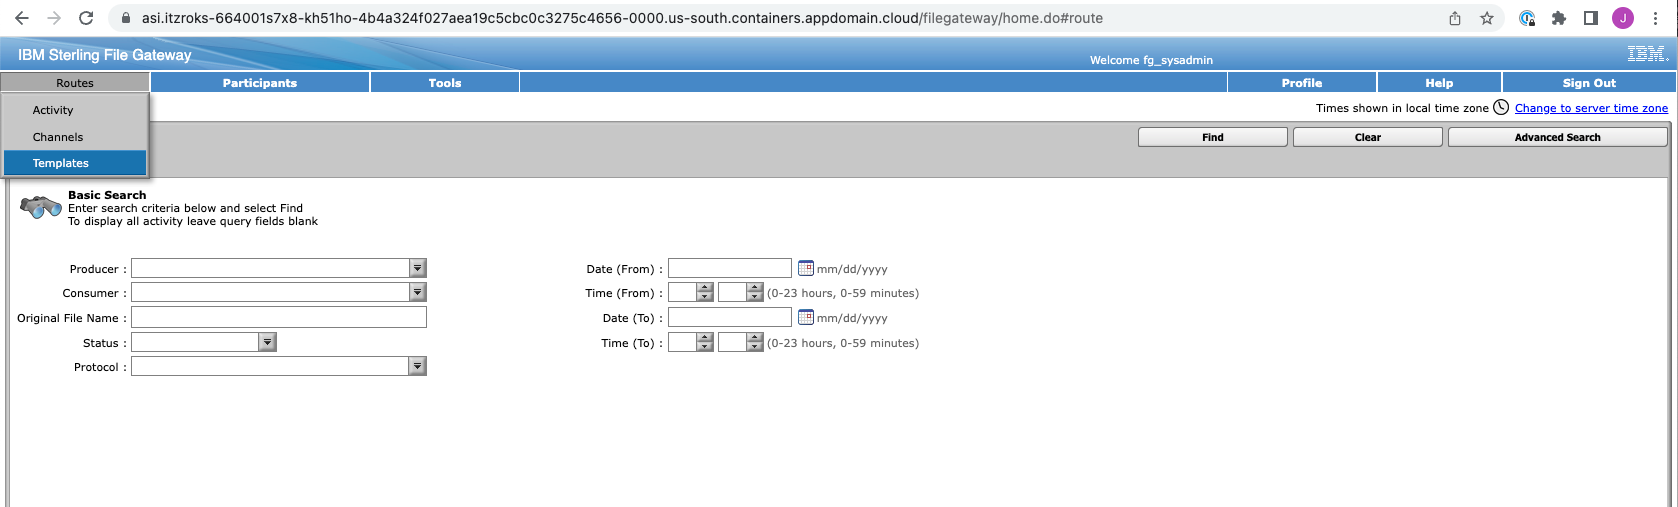 asi.itzroks-664001s7x8-kh51ho-4b4a324f027aea19c5cbc0c3275c4656-0000.us-south.containers.appdomain.cloud/filegateway/home.do#route
J
IBM Sterling File Gateway
Welcome fg_sysadmin
IBM
Routes Participants Tools Profile Help Sign Out
Activity
Channels
Templates
Times shown in local time zone Change to server time zone
Find Clear Advanced Search
Basic Search
Enter search criteria below and select Find
To display all activity leave query fields blank
Producer : Date (From) : mm/dd/yyyy
Consumer : Time (From) : (0-23 hours, 0-59 minutes)
Original File Name : Date (To) : mm/dd/yyyy
Status : Time (To) : (0-23 hours, 0-59 minutes)
Protocol :